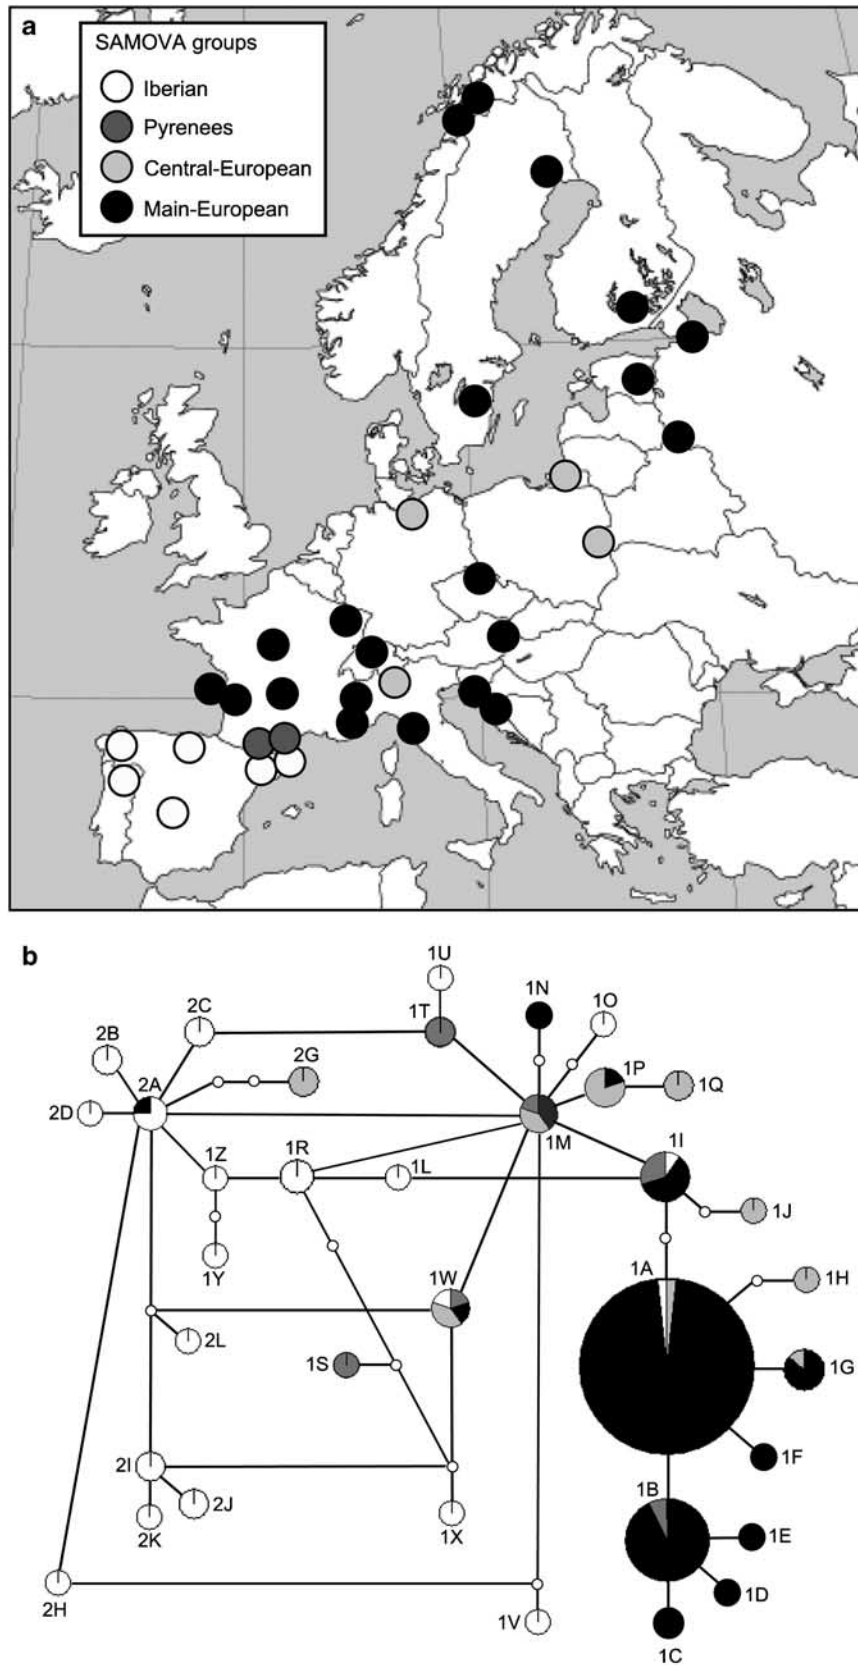 a
SAMOVA groups
Iberian
Pyrenees
Central-European
Main-European
b
1U
1N
2C
1T
1O
2B
2G
1P
1Q
2A
2D
1M
1Z
1R
1L
1I
1J
1Y
1A
1H
1W
2L
1S
1G
1F
2I
1B
2J
2K
1X
1E
1D
2H
1V
1C